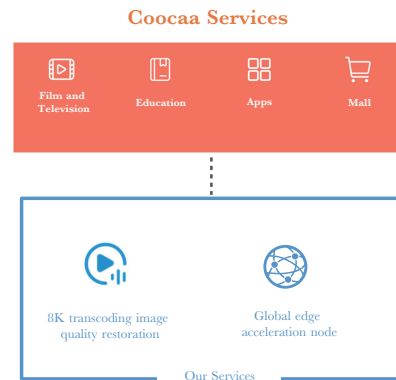 Coocaa Services
Film and
Television
Education
Apps
Mall
8K transcoding image
quality restoration
Global edge
acceleration node
Our Services